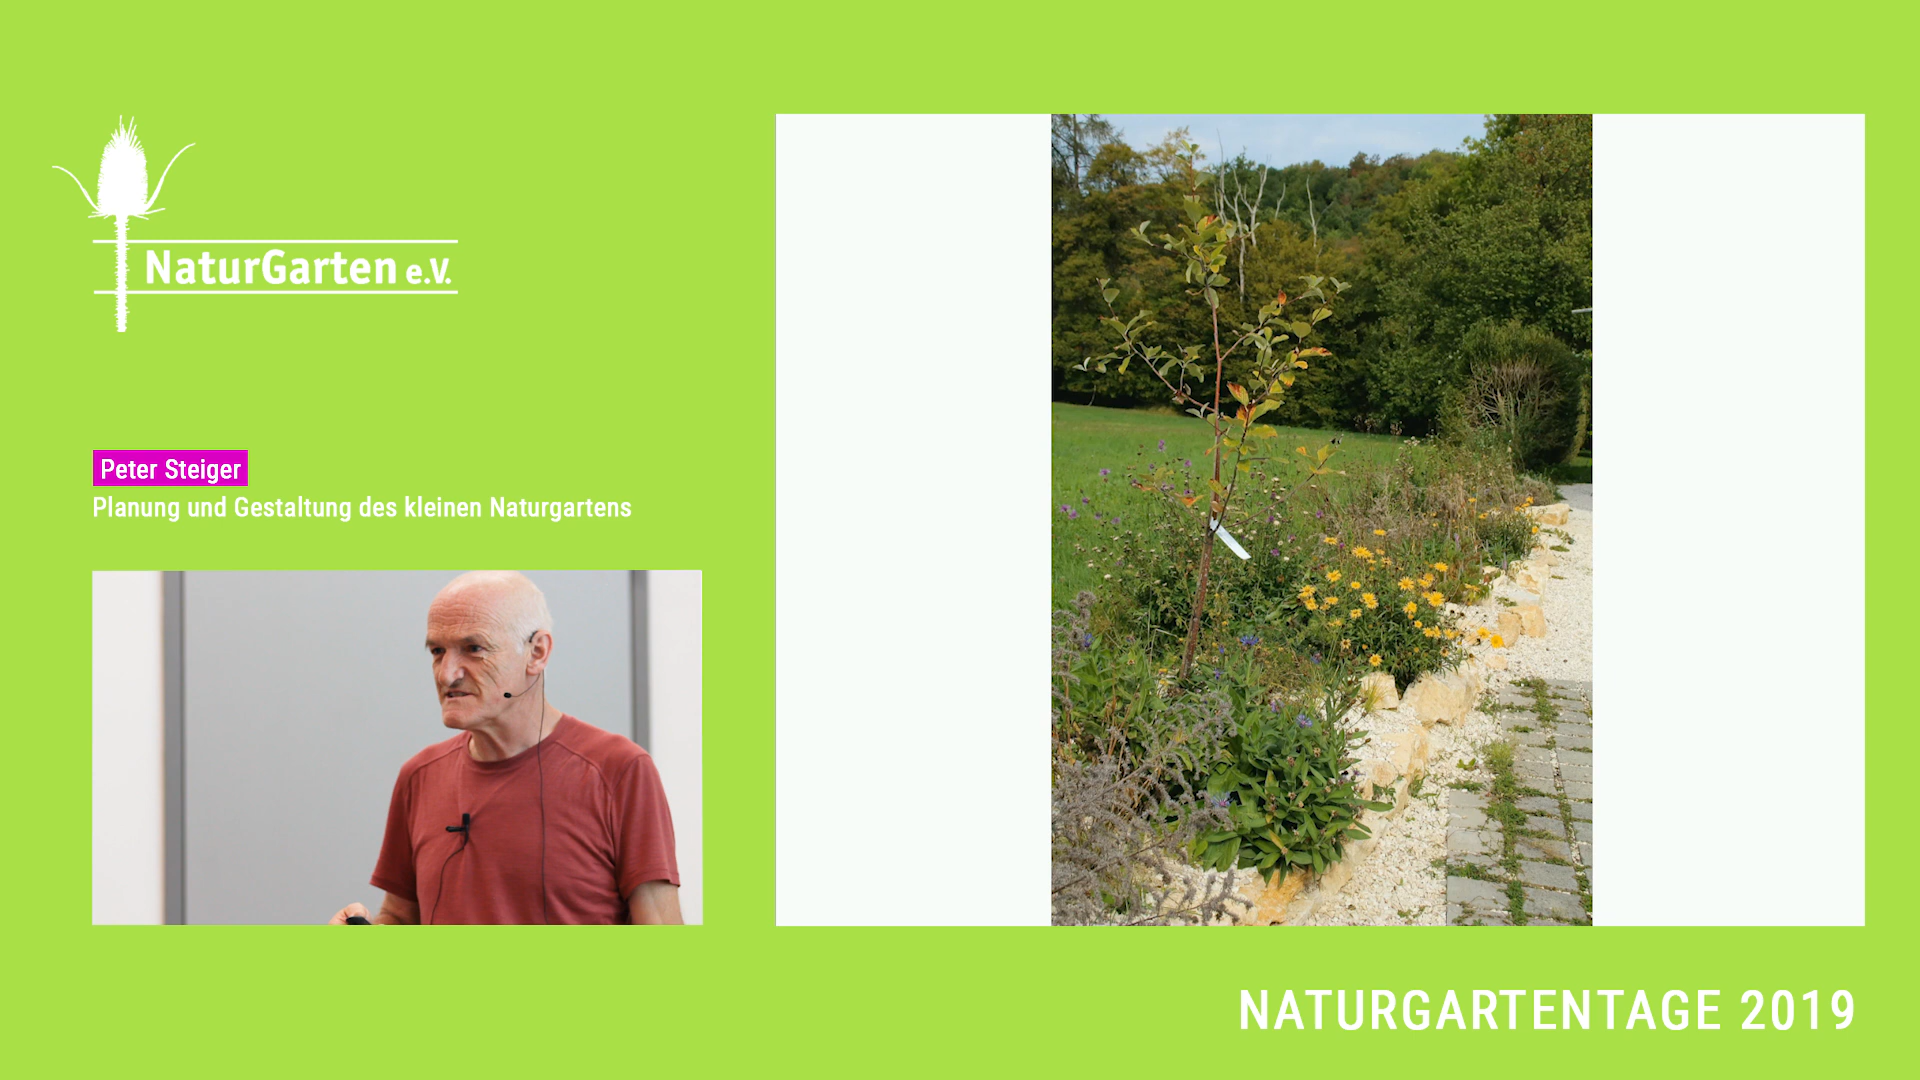 NaturGarten e.V.
Peter Steiger
Planung und Gestaltung des kleinen Naturgartens
NATURGARTENTAGE 2019